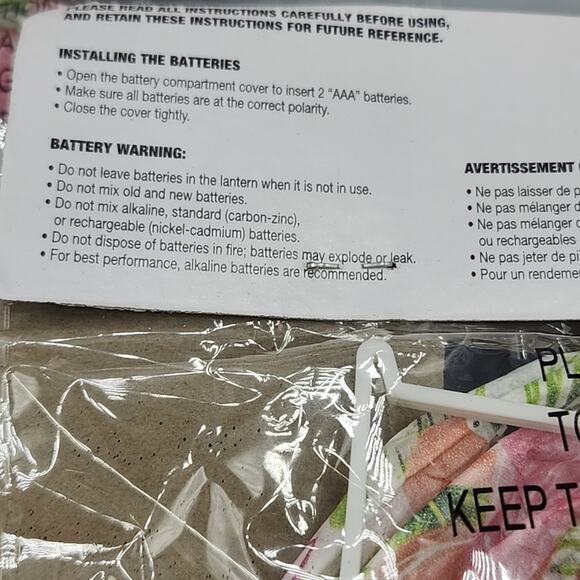 PLEASE READ ALL INSTRUCTIONS CAREFULLY BEFORE USING,
AND RETAIN THESE INSTRUCTIONS FOR FUTURE REFERENCE.
INSTALLING THE BATTERIES
• Open the battery compartment cover to insert 2 "AAA" batteries.
• Make sure all batteries are at the correct polarity.
• Close the cover tightly.
BATTERY WARNING:
• Do not leave batteries in the lantern when it is not in use.
• Do not mix old and new batteries.
• Do not mix alkaline, standard (carbon-zinc),
or rechargeable (nickel-cadmium) batteries.
• Do not dispose of batteries in fire; batteries may explode or leak.
• For best performance, alkaline batteries are recommended.
AVERTISSEMENT
• Ne pas laisser de p
• Ne pas mélanger d
• Ne pas mélanger
ou rechargeables
• Ne pas jeter de pi
• Pour un rendeme
PL
TO
KEEP T